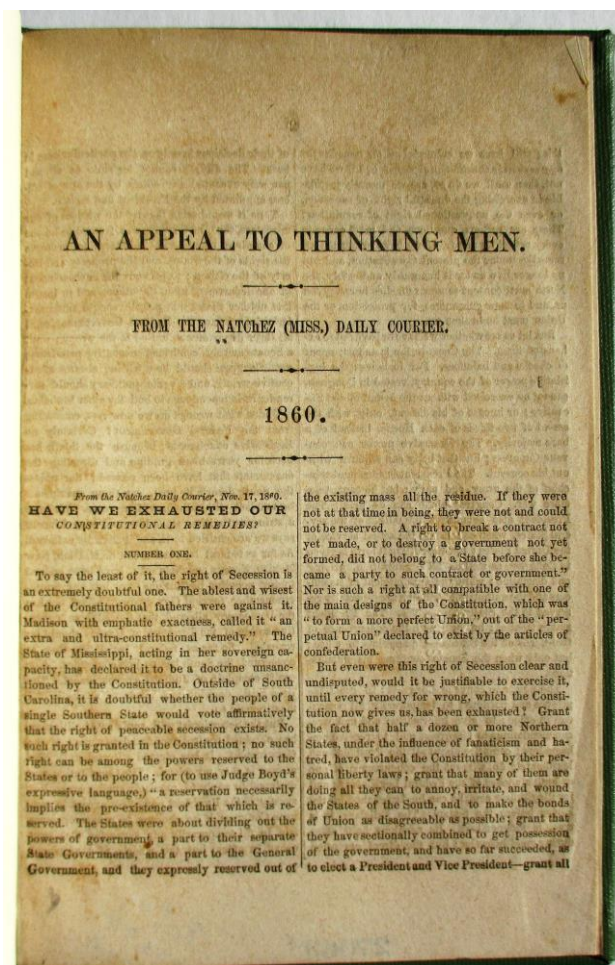 AN APPEAL TO THINKING MEN.
FROM THE NATChEZ (MISS.) DAILY COURIER.
1860.
From the Natchez Daily Courier, Nov. 17, 1860.
HAVE WE EXHAUSTED OUR
CONSTITUTIONAL REMEDIES?
NUMBER ONE.
To say the least of it, the right of Secession is
an extremely doubtful one. The ablest and wisest
of the Constitutional fathers were against it.
Madison with emphatic exactness, called it "an
extra and ultra-constitutional remedy." The
State of Mississippi, acting in her sovereign ca-
pacity, has declared it to be a doctrine unsanc-
tioned by the Constitution. Outside of South
Carolina, it is doubtful whether the people of a
single Southern State would vote affirmatively
that the right of peaceable secession exists. No
such right is granted in the Constitution; no such
right can be among the powers reserved to the
States or to the people; for (to use Judge Boyd's
expressive language,) "a reservation necessarily
implies the pre-existence of that which is re-
served. The States were about dividing out the
powers of government, a part to their separate
State Governments, and a part to the General
Government, and they expressly reserved out of
the existing mass all the residue. If they were
not at that time in being, they were not and could
not be reserved. A right to break a contract not
yet made, or to destroy a government not yet
formed, did not belong to a State before she be-
came a party to such contract or government."
Nor is such a right at all compatible with one of
the main designs of the Constitution, which was
"to form a more perfect Union," out of the "per-
petual Union" declared to exist by the articles of
confederation.
But even were this right of Secession clear and
undisputed, would it be justifiable to exercise it,
until every remedy for wrong, which the Consti-
tution now gives us, has been exhausted? Grant
the fact that half a dozen or more Northern
States, under the influence of fanaticism and ha-
tred, have violated the Constitution by their per-
sonal liberty laws; grant that many of them are
doing all they can to annoy, irritate, and wound
the States of the South, and to make the bonds
of Union as disagreeable as possible; grant that
they have sectionally combined to get possession
of the government, and have so far succeeded, as
to elect a President and Vice President—grant all